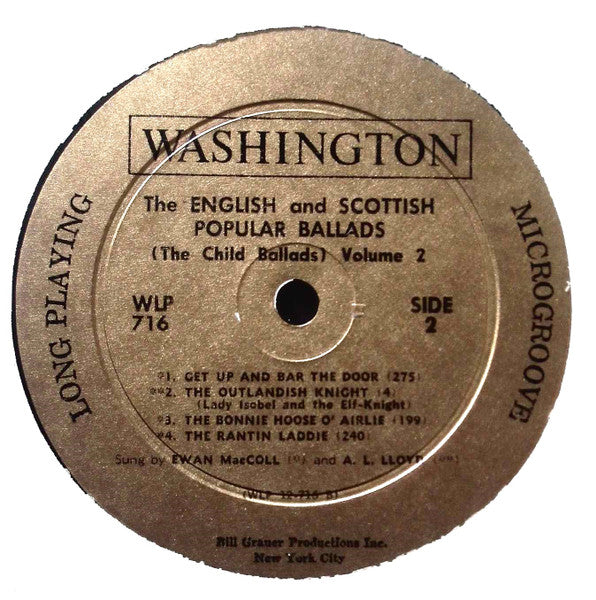 WASHINGTON
The ENGLISH and SCOTTISH
POPULAR BALLADS
(The Child Ballads) Volume 2
LONG PLAYING
MICROGROOVE
WLP
716
SIDE
2
*1. GET UP AND BAR THE DOOR (275)
**2. THE OUTLANDISH KNIGHT (4)
(Lady Isobel and the Elf-Knight)
*3. THE BONNIE HOOSE O' AIRLIE (199)
*4. THE RANTIN LADDIE (240)
Sung by EWAN MacCOLL (*) and A. L. LLOYD (**)
(WLP 12-716 B)
Bill Grauer Productions Inc.
New York City